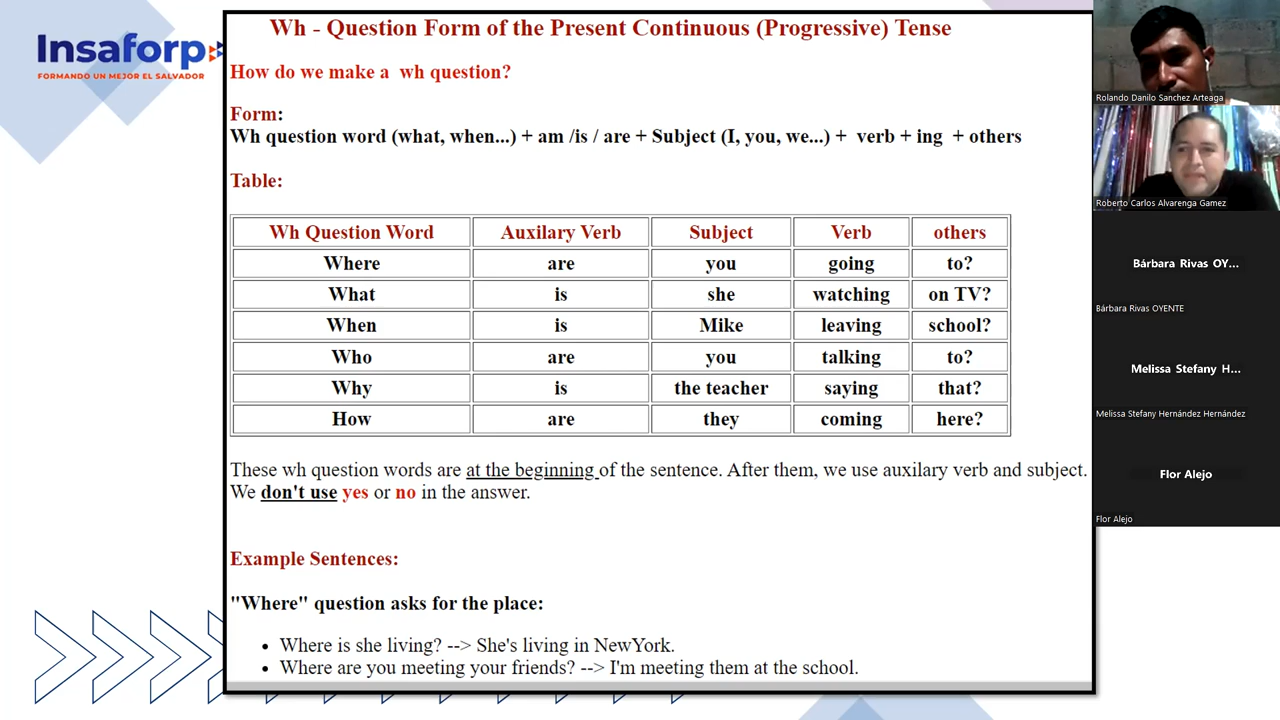 Insaforp
FORMANDO UN MEJOR EL SALVADOR
Wh - Question Form of the Present Continuous (Progressive) Tense
How do we make a wh question?
Form:
Wh question word (what, when...) + am /is / are + Subject (I, you, we...) + verb + ing + others
Table:
Wh Question Word Auxilary Verb Subject Verb others
Where are you going to?
What is she watching on TV?
When is Mike leaving school?
Who are you talking to?
Why is the teacher saying that?
How are they coming here?
These wh question words are at the beginning of the sentence. After them, we use auxilary verb and subject.
We don't use yes or no in the answer.
Example Sentences:
"Where" question asks for the place:
• Where is she living? --> She's living in NewYork.
• Where are you meeting your friends? --> I'm meeting them at the school.
Rolando Danilo Sanchez Arteaga
Roberto Carlos Alvarenga Gamez
Bárbara Rivas OY...
Bárbara Rivas OYENTE
Melissa Stefany H...
Melissa Stefany Hernández Hernández
Flor Alejo
Flor Alejo